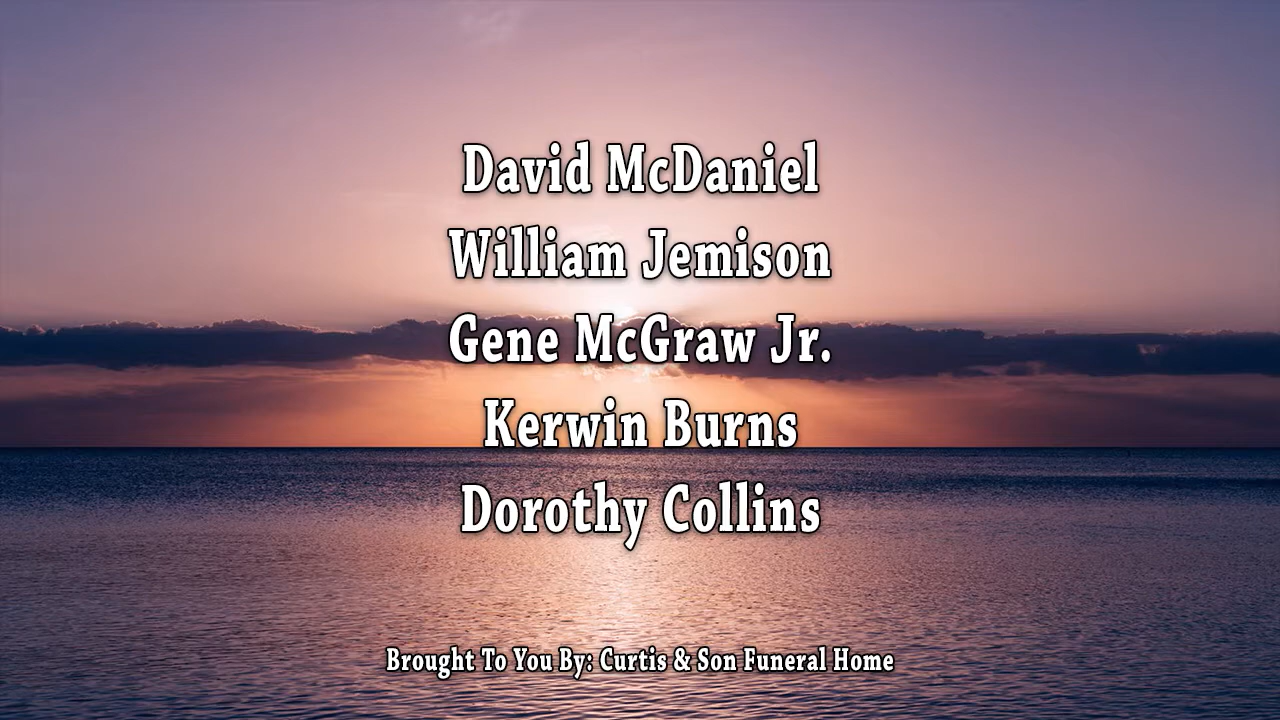 David McDaniel
William Jemison
Gene McGraw Jr.
Kerwin Burns
Dorothy Collins
Brought To You By: Curtis & Son Funeral Home